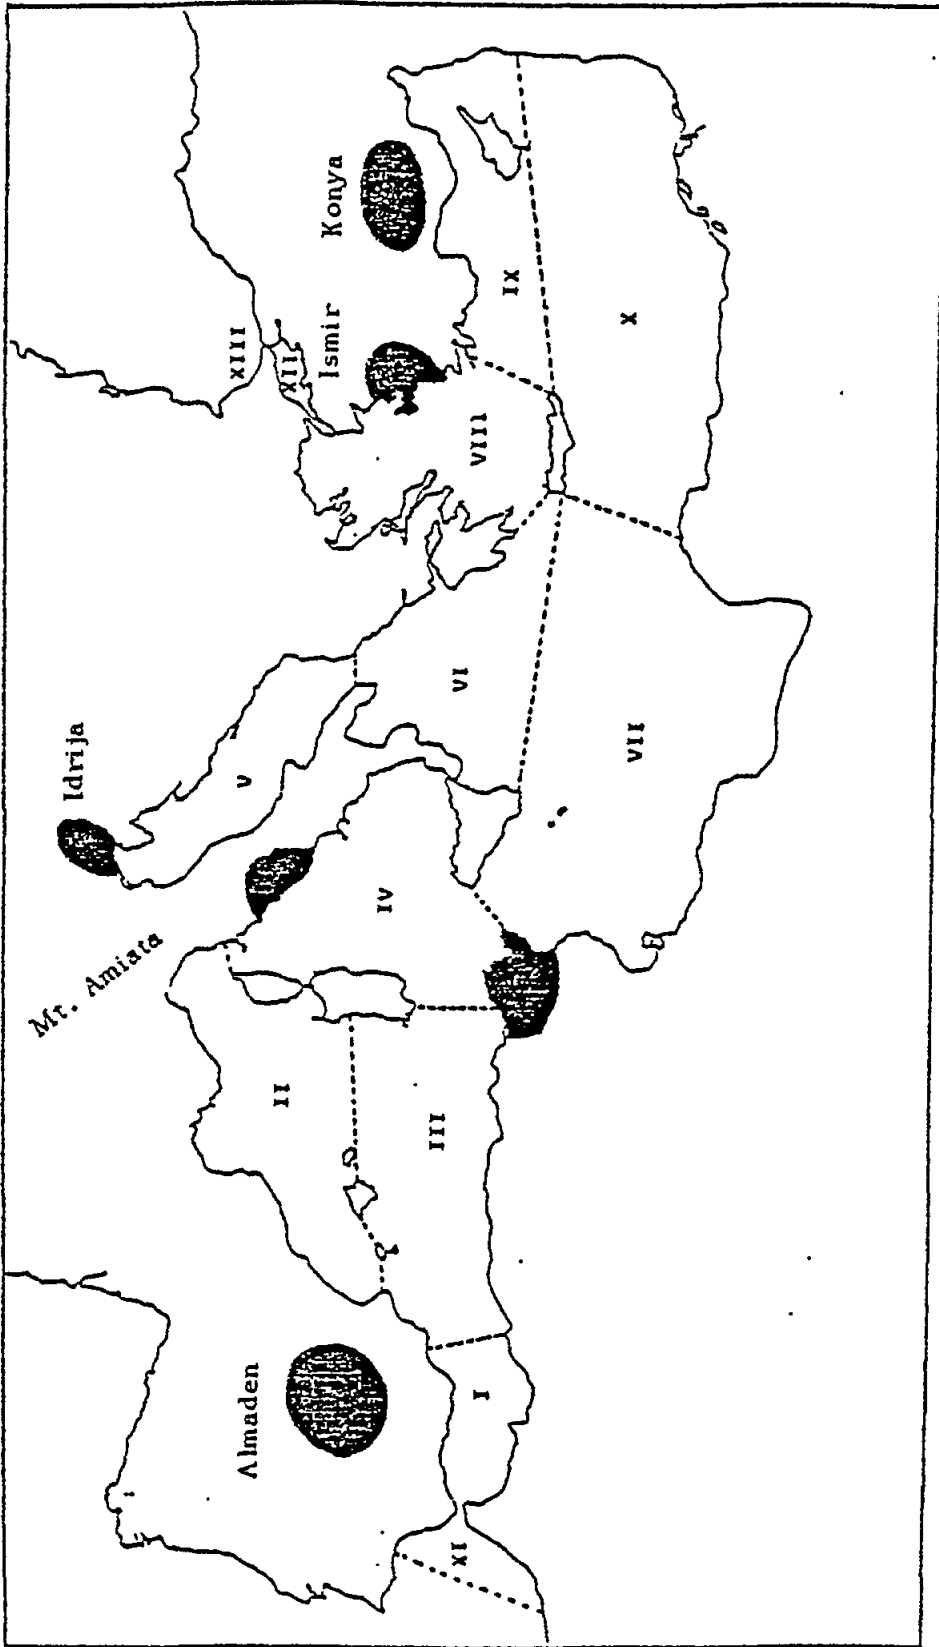 Almaden
Mt. Amiata
Idrija
Ismir
Konya
I
II
III
IV
V
VI
VII
VIII
IX
X
XI
XII
XIII